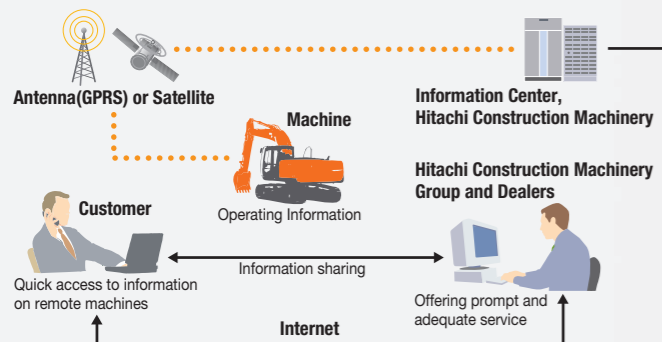 Antenna(GPRS) or Satellite
Information Center,
Hitachi Construction Machinery
Machine
Operating Information
Hitachi Construction Machinery
Group and Dealers
Customer
Information sharing
Quick access to information
on remote machines
Offering prompt and
adequate service
Internet